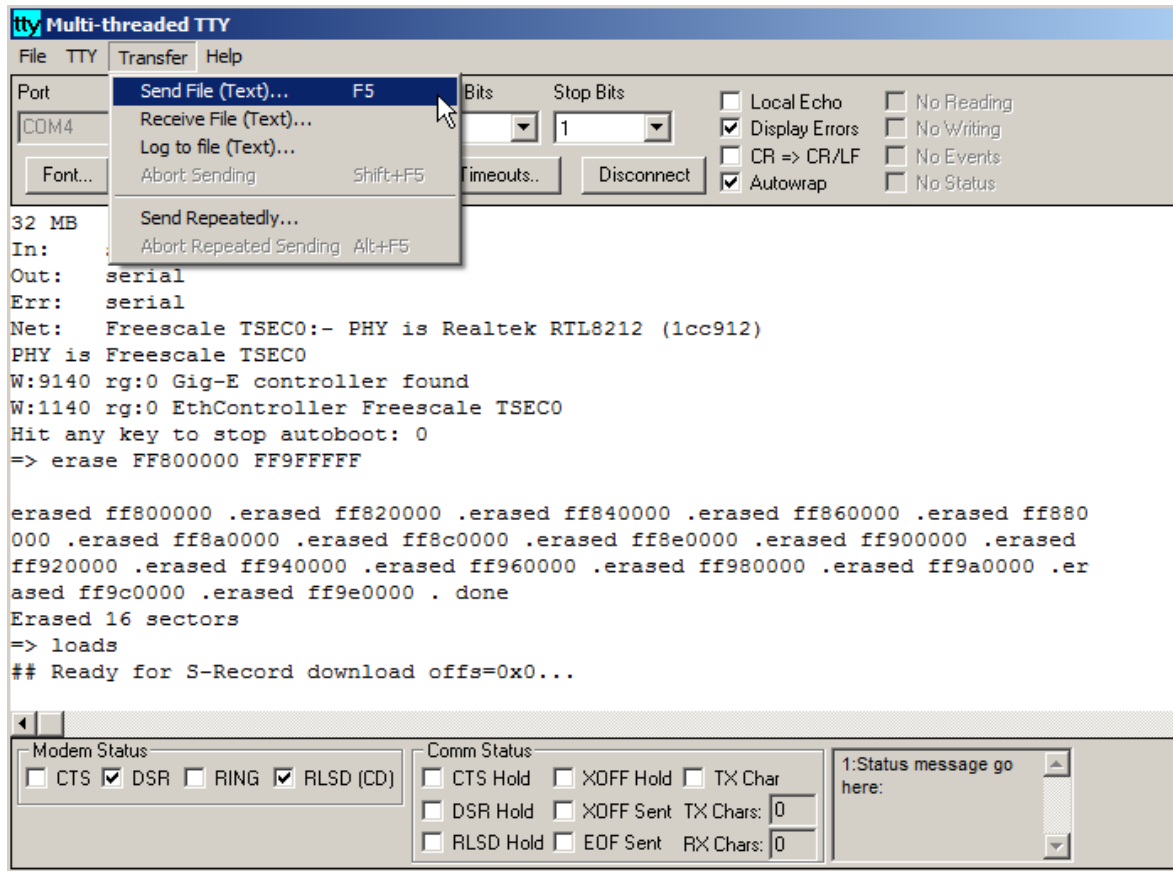 tty Multi-threaded TTY
File TTY Transfer Help
Port Bits Stop Bits
COM4 1
Font... Timeouts.. Disconnect
Local Echo No Reading
Display Errors No Writing
CR => CR/LF No Events
Autowrap No Status
Send File (Text)... F5
Receive File (Text)...
Log to file (Text)...
Abort Sending Shift+F5
Send Repeatedly...
Abort Repeated Sending Alt+F5
32 MB
In:
Out: serial
Err: serial
Net: Freescale TSEC0:- PHY is Realtek RTL8212 (1cc912)
PHY is Freescale TSEC0
W:9140 rg:0 Gig-E controller found
W:1140 rg:0 EthController Freescale TSEC0
Hit any key to stop autoboot: 0
=> erase FF800000 FF9FFFFF
erased ff800000 .erased ff820000 .erased ff840000 .erased ff860000 .erased ff880
000 .erased ff8a0000 .erased ff8c0000 .erased ff8e0000 .erased ff900000 .erased
ff920000 .erased ff940000 .erased ff960000 .erased ff980000 .erased ff9a0000 .er
ased ff9c0000 .erased ff9e0000 . done
Erased 16 sectors
=> loads
## Ready for S-Record download offs=0x0...
Modem Status
CTS DSR RING RLSD (CD)
Comm Status
CTS Hold XOFF Hold TX Char
DSR Hold XOFF Sent TX Chars: 0
RLSD Hold EOF Sent RX Chars: 0
1:Status message go
here: